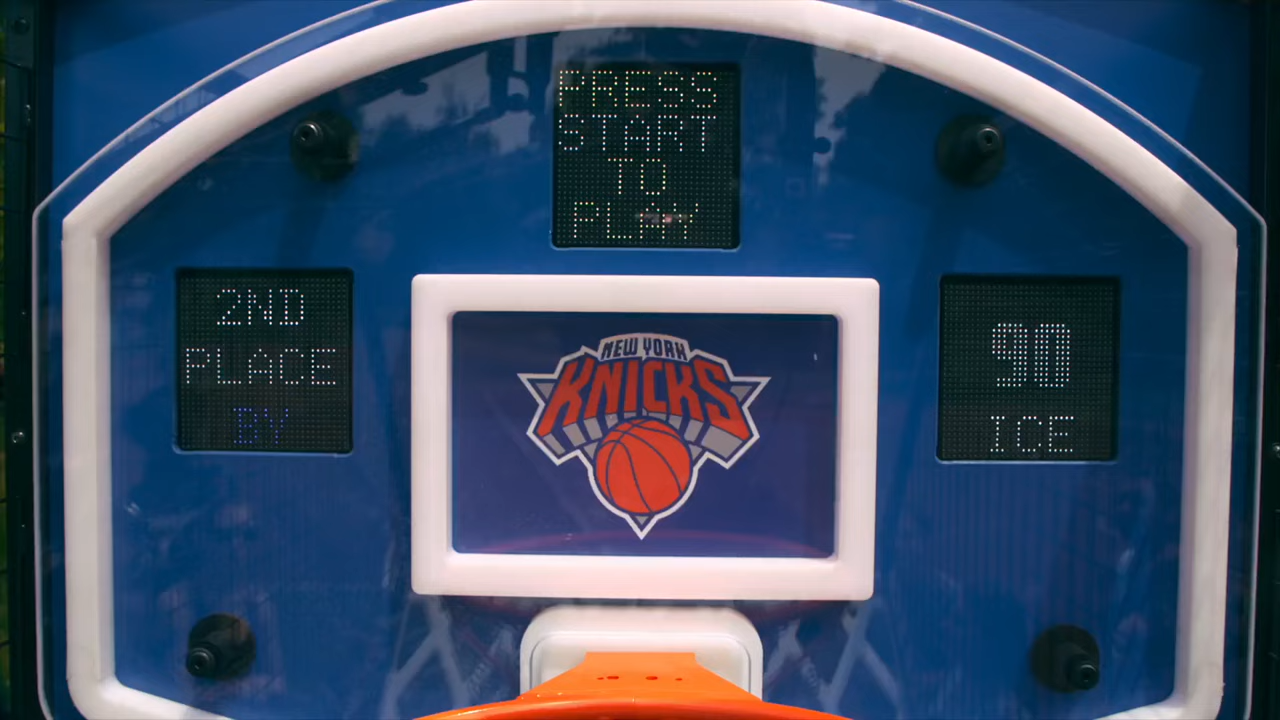 PRESS
START
TO
PLAY
2ND
PLACE
BY
90
ICE
NEW YORK
KNICKS